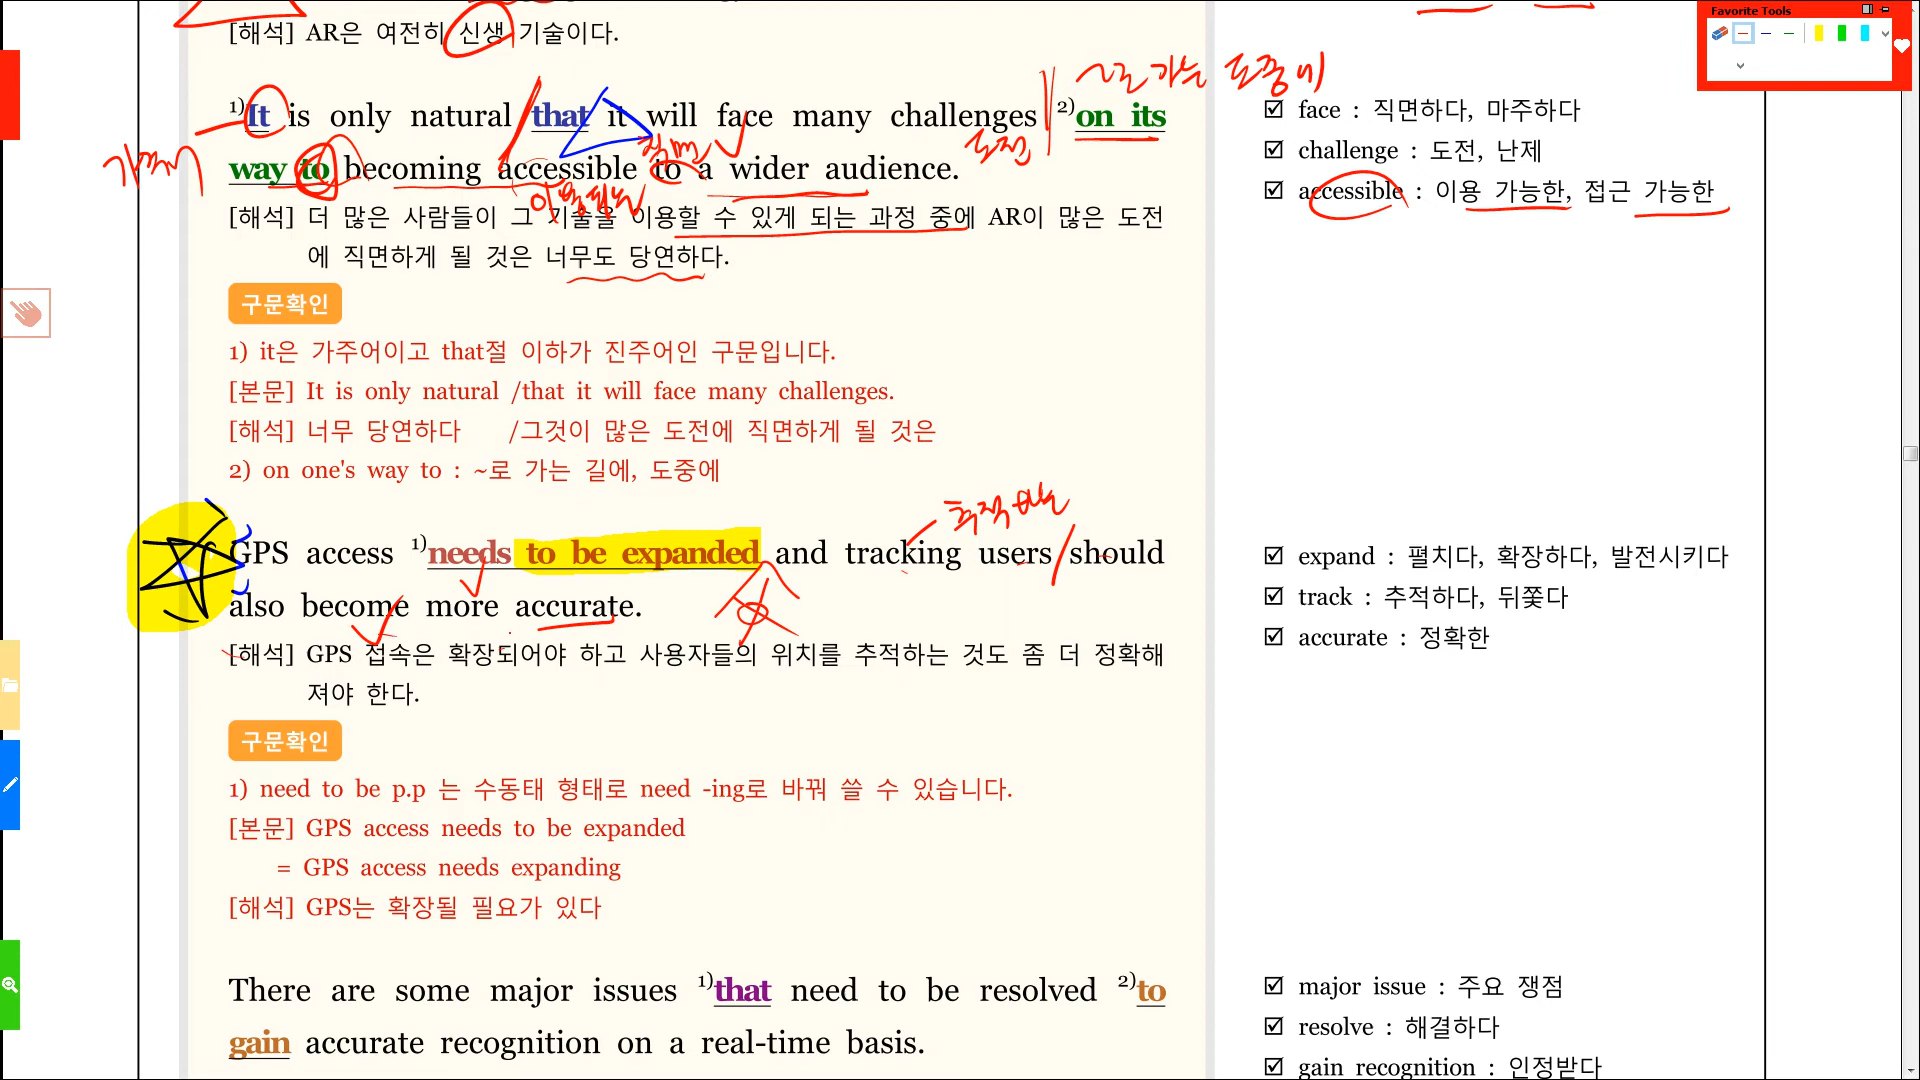 [해석] AR은 여전히 신생 기술이다.
Favorite Tools
~로 가는 도중에
1)It is only natural that it will face many challenges 2)on its
가주어
직면
도전
way to becoming accessible to a wider audience.
이용되는
[해석] 더 많은 사람들이 그 기술을 이용할 수 있게 되는 과정 중에 AR이 많은 도전
에 직면하게 될 것은 너무도 당연하다.
구문확인
1) it은 가주어이고 that절 이하가 진주어인 구문입니다.
[본문] It is only natural /that it will face many challenges.
[해석] 너무 당연하다 /그것이 많은 도전에 직면하게 될 것은
2) on one's way to : ~로 가는 길에, 도중에
추적하는
GPS access 1)needs to be expanded and tracking users should
also become more accurate.
[해석] GPS 접속은 확장되어야 하고 사용자들의 위치를 추적하는 것도 좀 더 정확해
져야 한다.
구문확인
1) need to be p.p 는 수동태 형태로 need -ing로 바꿔 쓸 수 있습니다.
[본문] GPS access needs to be expanded
= GPS access needs expanding
[해석] GPS는 확장될 필요가 있다
There are some major issues 1)that need to be resolved 2)to
gain accurate recognition on a real-time basis.
face : 직면하다, 마주하다
challenge : 도전, 난제
accessible : 이용 가능한, 접근 가능한
expand : 펼치다, 확장하다, 발전시키다
track : 추적하다, 뒤쫓다
accurate : 정확한
major issue : 주요 쟁점
resolve : 해결하다
gain recognition : 인정받다